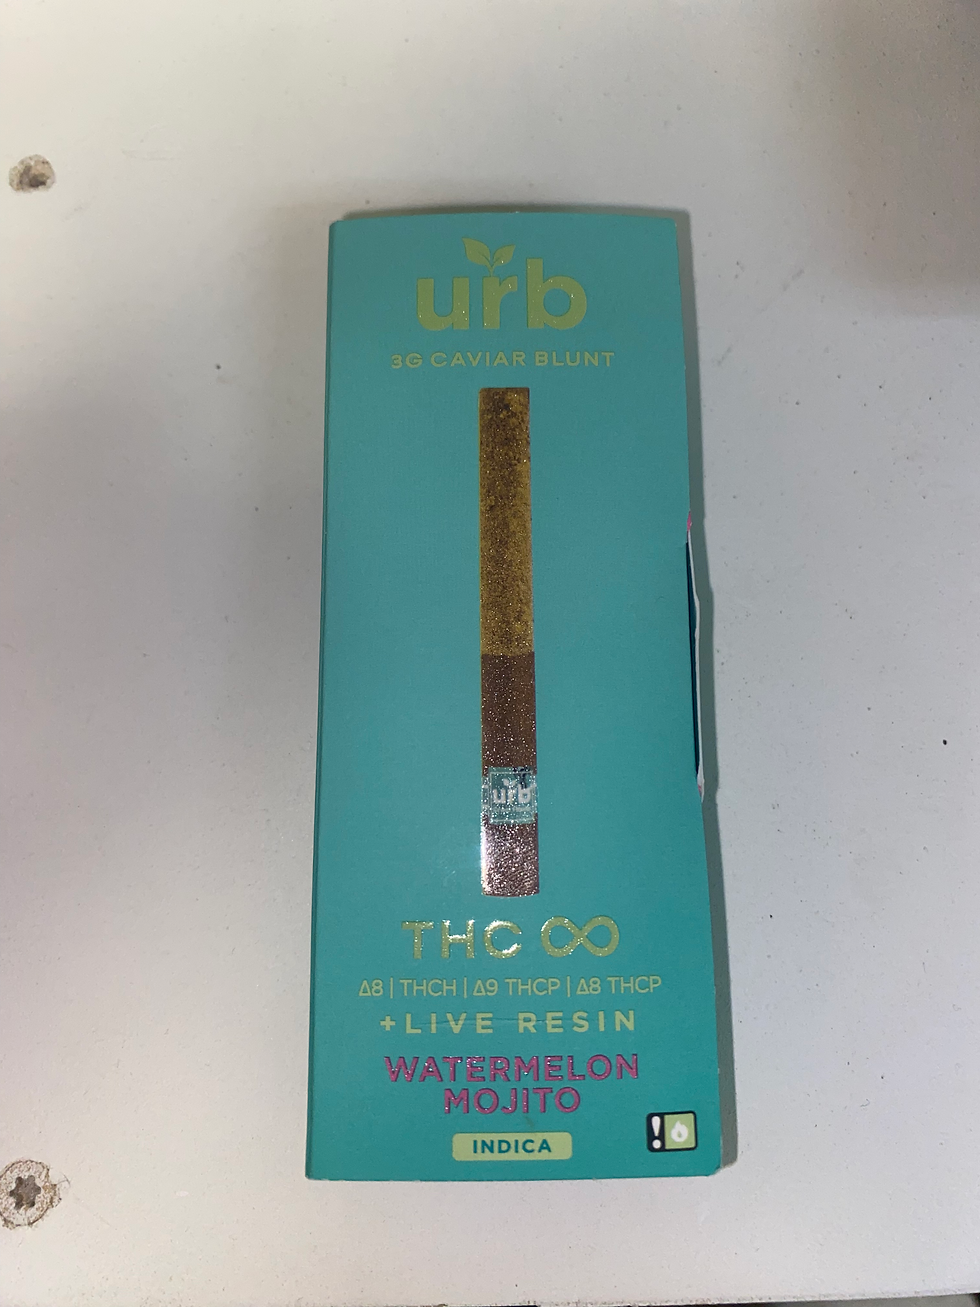 urb
3G CAVIAR BLUNT
urb
THC ∞
Δ8 | THCH | Δ9 THCP | Δ8 THCP
+LIVE RESIN
WATERMELON
MOJITO
INDICA
!